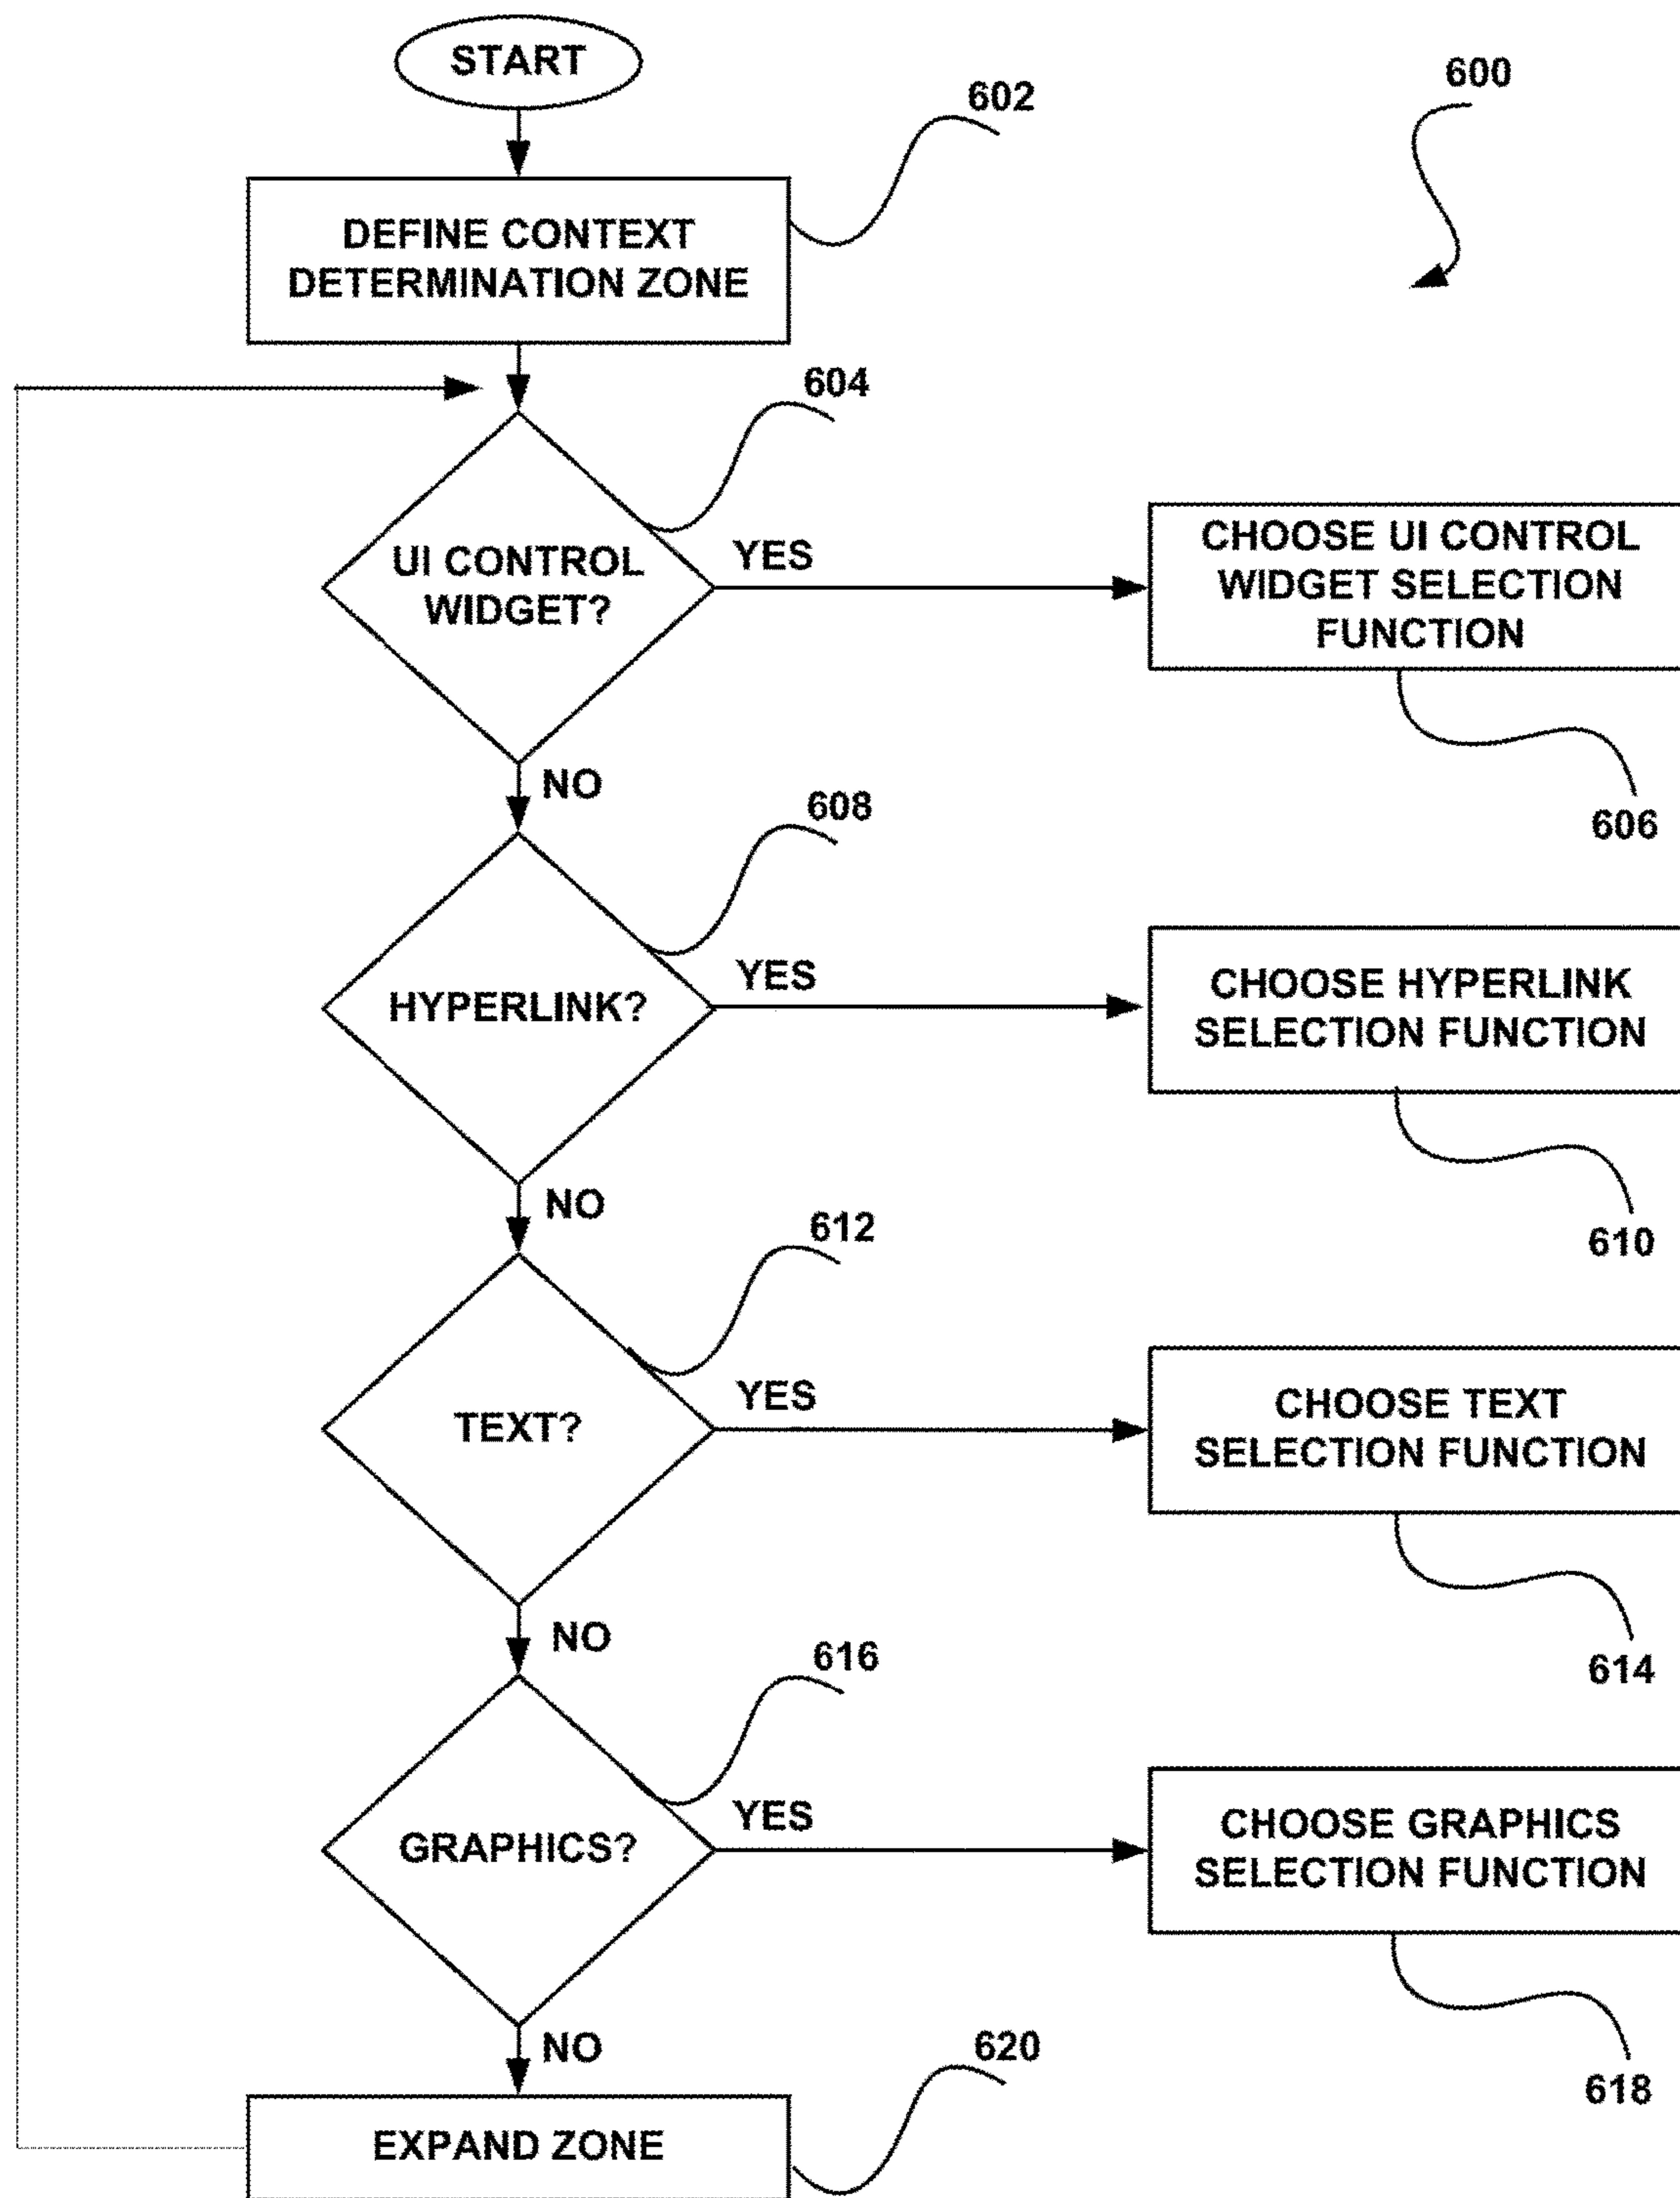 START
600
602
DEFINE CONTEXT
DETERMINATION ZONE
604
UI CONTROL
WIDGET?
YES
CHOOSE UI CONTROL
WIDGET SELECTION
FUNCTION
606
NO
608
HYPERLINK?
YES
CHOOSE HYPERLINK
SELECTION FUNCTION
610
NO
612
TEXT?
YES
CHOOSE TEXT
SELECTION FUNCTION
614
NO
616
GRAPHICS?
YES
CHOOSE GRAPHICS
SELECTION FUNCTION
618
NO
620
EXPAND ZONE